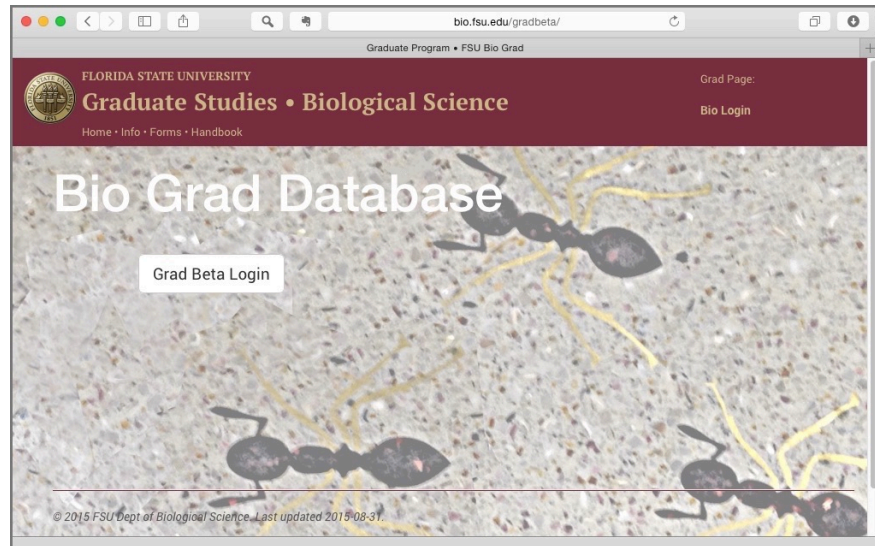 bio.fsu.edu/gradbeta/
Graduate Program • FSU Bio Grad
FLORIDA STATE UNIVERSITY
Graduate Studies • Biological Science
Home • Info • Forms • Handbook
Grad Page:
Bio Login
Bio Grad Database
Grad Beta Login
© 2015 FSU Dept of Biological Science. Last updated 2015-08-31.